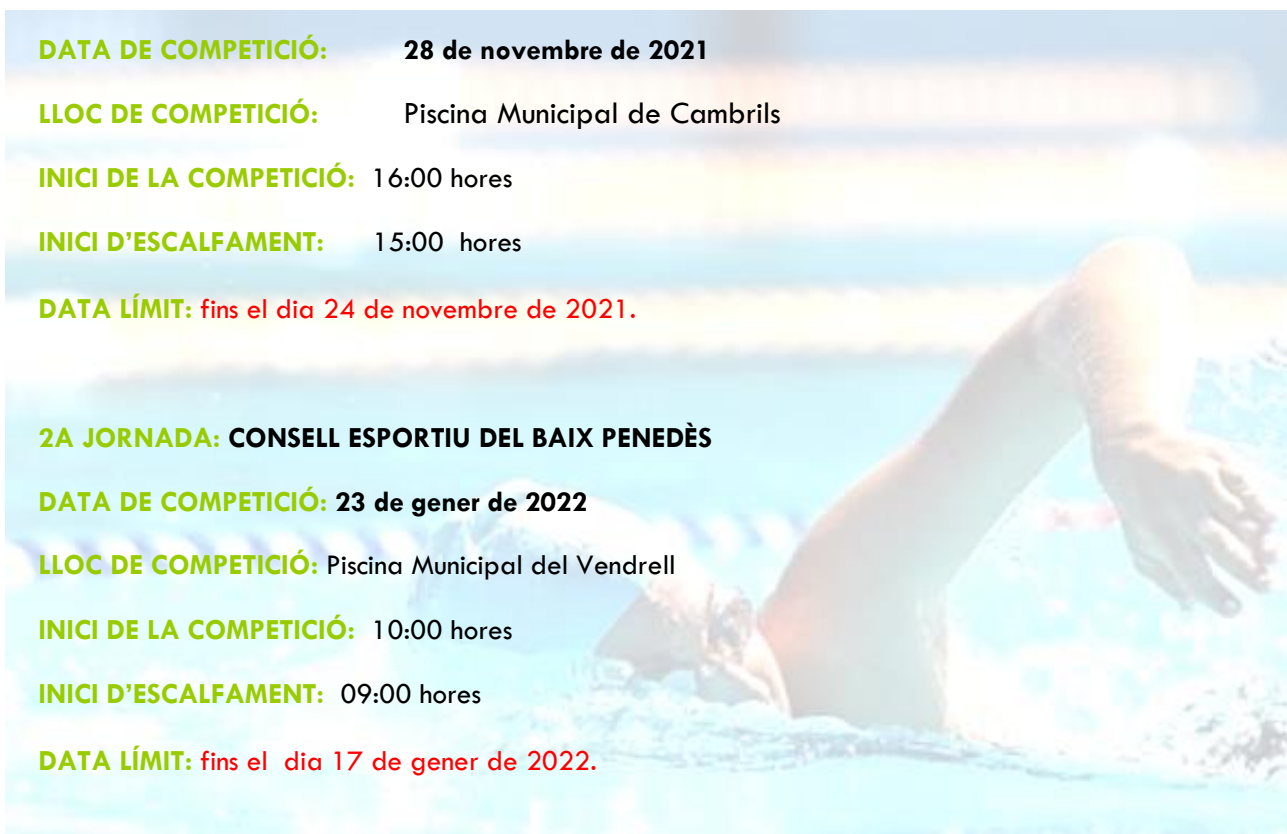 DATA DE COMPETICIÓ: 28 de novembre de 2021
LLOC DE COMPETICIÓ: Piscina Municipal de Cambrils
INICI DE LA COMPETICIÓ: 16:00 hores
INICI D’ESCALFAMENT: 15:00 hores
DATA LÍMIT: fins el dia 24 de novembre de 2021.
2A JORNADA: CONSELL ESPORTIU DEL BAIX PENEDÈS
DATA DE COMPETICIÓ: 23 de gener de 2022
LLOC DE COMPETICIÓ: Piscina Municipal del Vendrell
INICI DE LA COMPETICIÓ: 10:00 hores
INICI D’ESCALFAMENT: 09:00 hores
DATA LÍMIT: fins el dia 17 de gener de 2022.